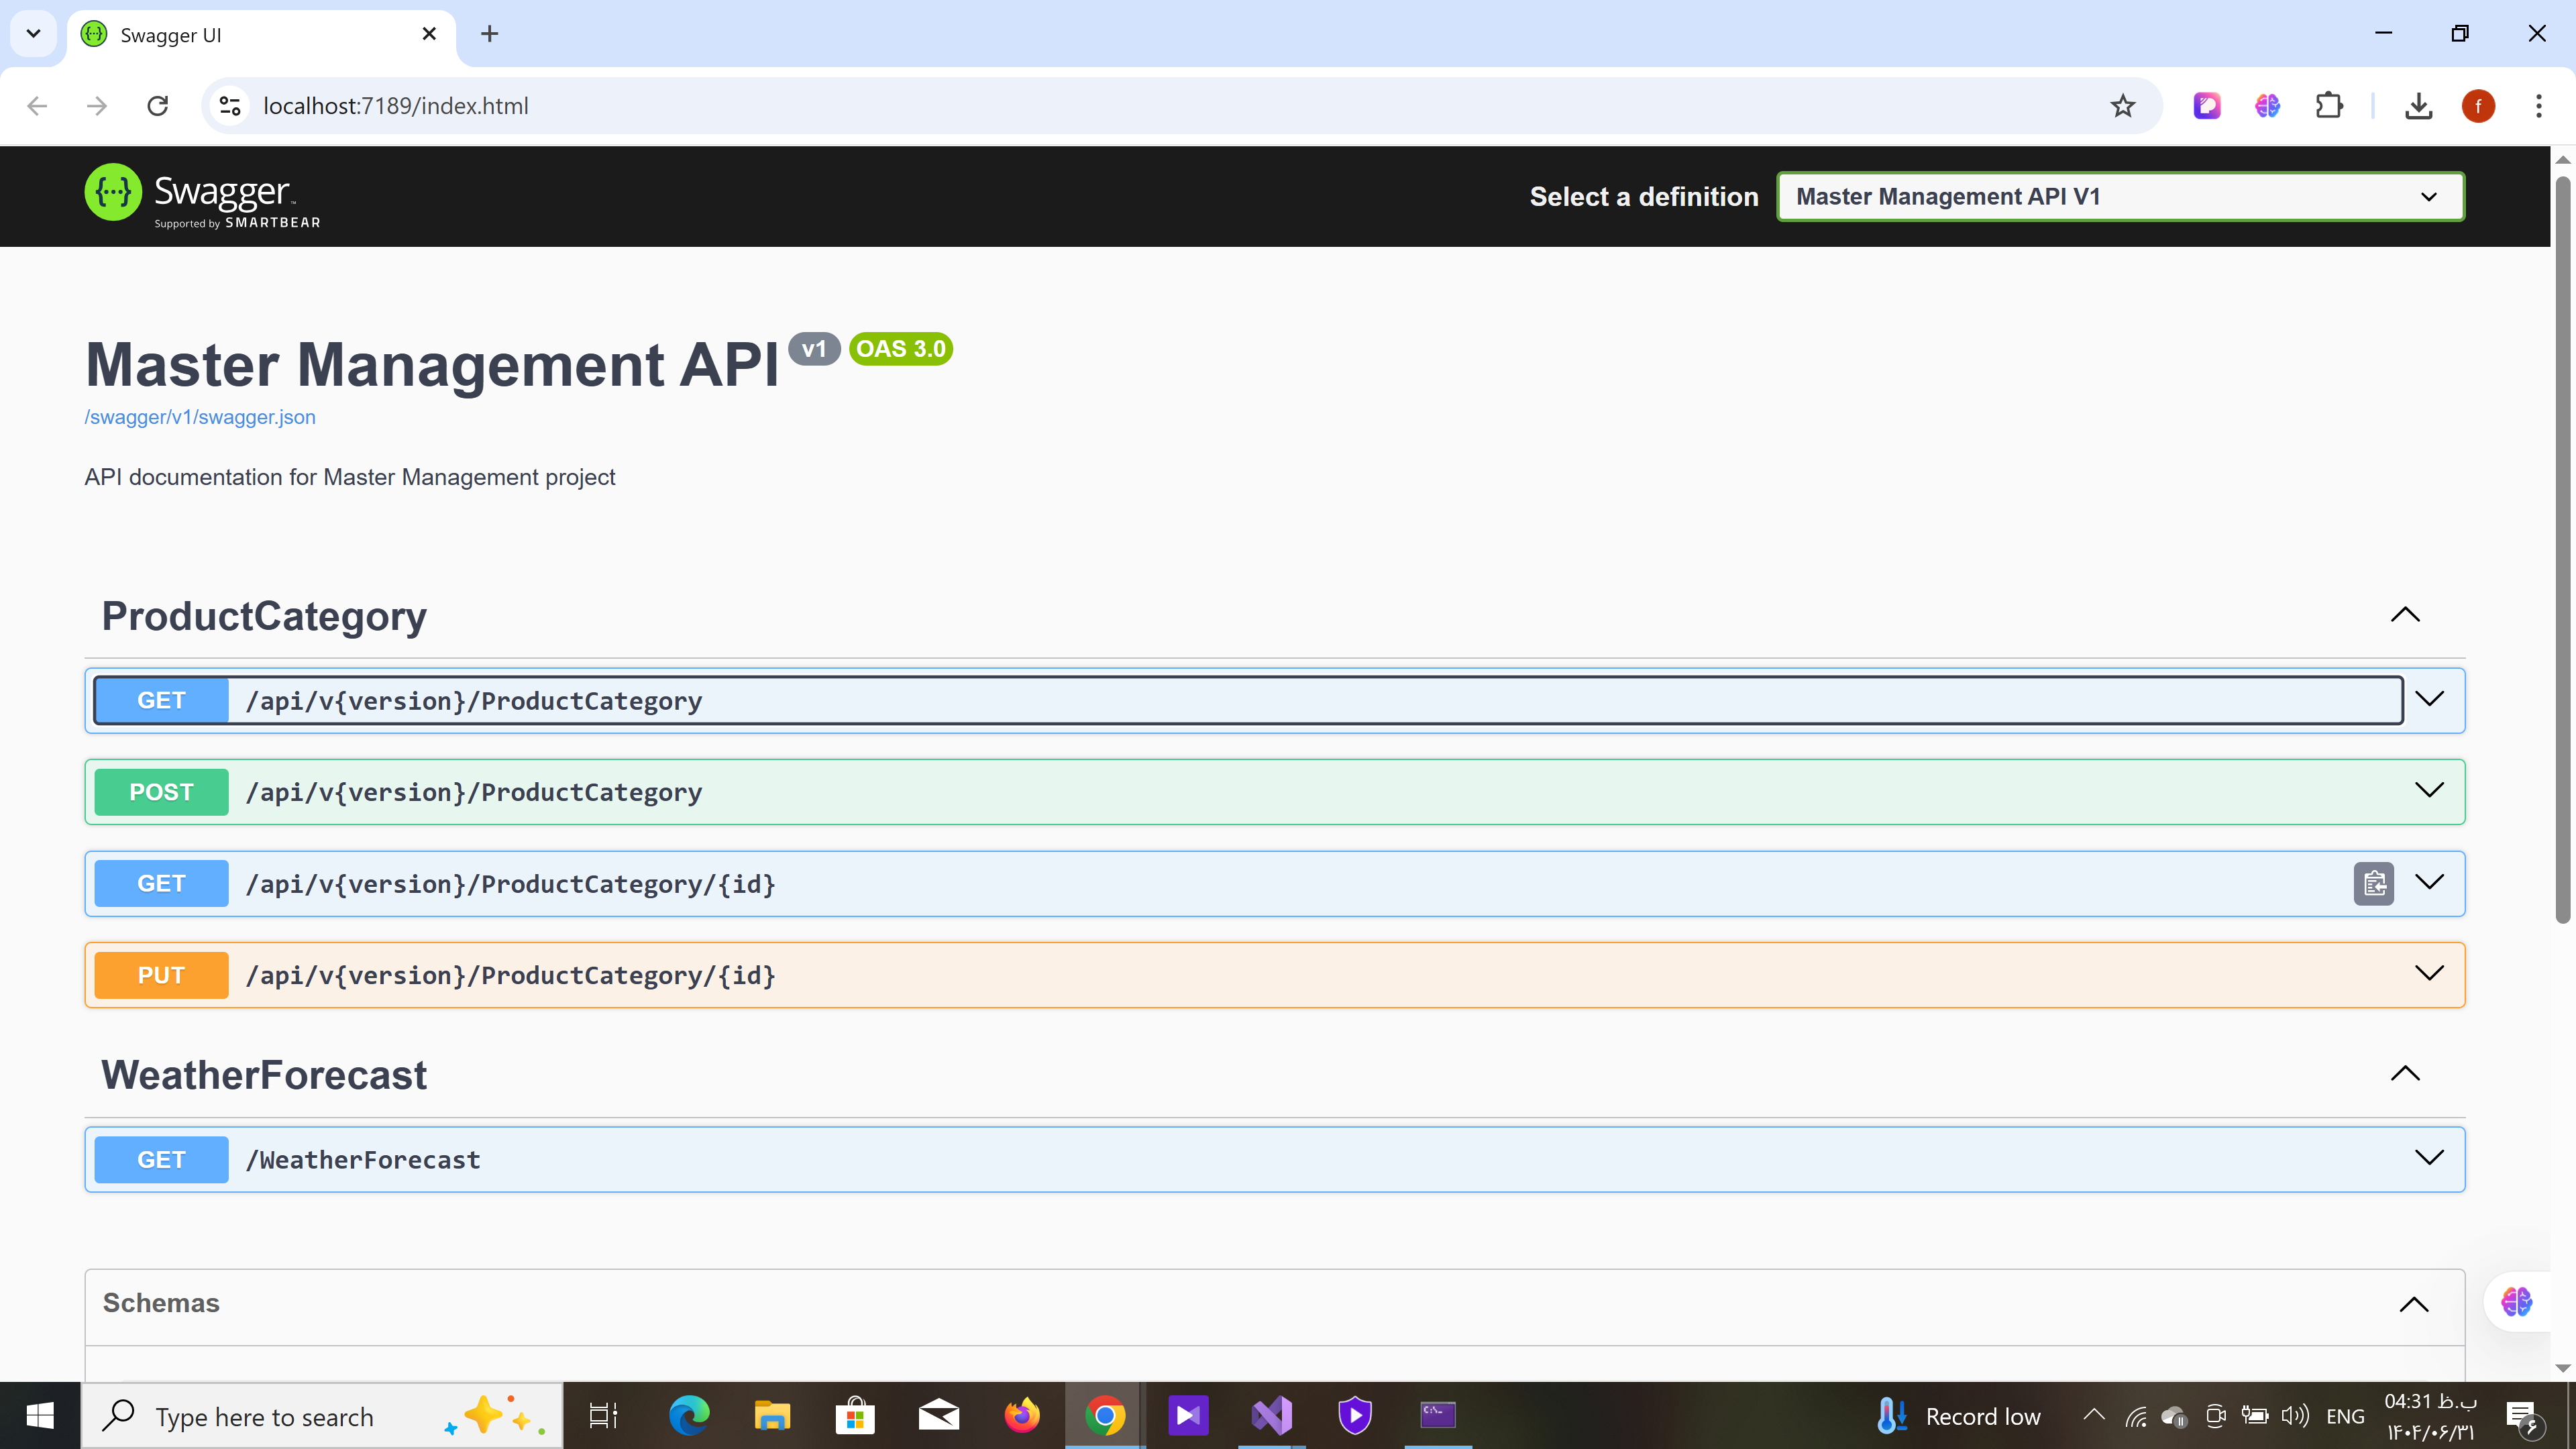 Swagger UI
localhost:7189/index.html
f
Swagger
Supported by SMARTBEAR
Select a definition
Master Management API V1
Master Management API v1 OAS 3.0
/swagger/v1/swagger.json
API documentation for Master Management project
ProductCategory
GET /api/v{version}/ProductCategory
POST /api/v{version}/ProductCategory
GET /api/v{version}/ProductCategory/{id}
PUT /api/v{version}/ProductCategory/{id}
WeatherForecast
GET /WeatherForecast
Schemas
Type here to search
Record low
ENG
04:31 ب.ظ
۱۴۰۴/۰۶/۳۱
۶